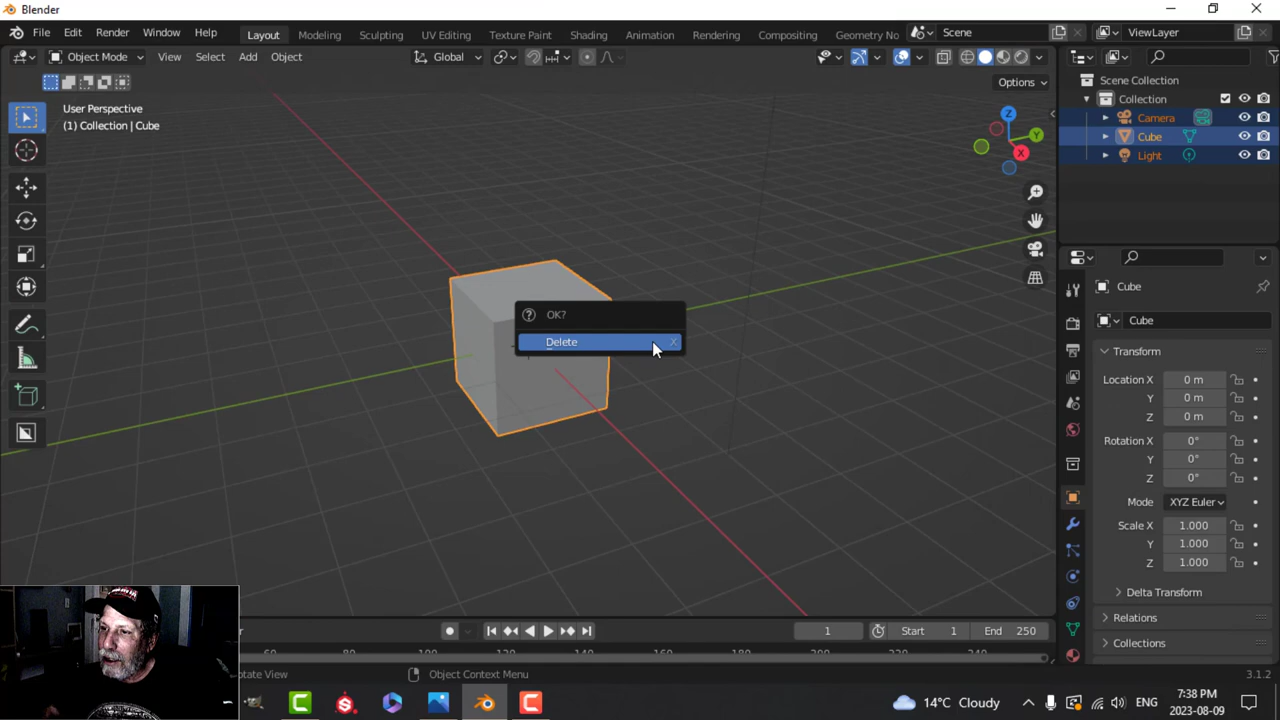 Blender
File Edit Render Window Help Layout Modeling Sculpting UV Editing Texture Paint Shading Animation Rendering Compositing Geometry No Scene ViewLayer
Object Mode View Select Add Object Global
Options
User Perspective
(1) Collection | Cube
Z
Y
X
Scene Collection
Collection
Camera
Cube
Light
OK?
Delete X
Cube
Cube
Transform
Location X 0 m
Y 0 m
Z 0 m
Rotation X 0°
Y 0°
Z 0°
Mode XYZ Euler
Scale X 1.000
Y 1.000
Z 1.000
Delta Transform
Relations
Collections
1 Start 1 End 250
otate View Object Context Menu 3.1.2
14°C Cloudy ENG 7:38 PM
2023-08-09